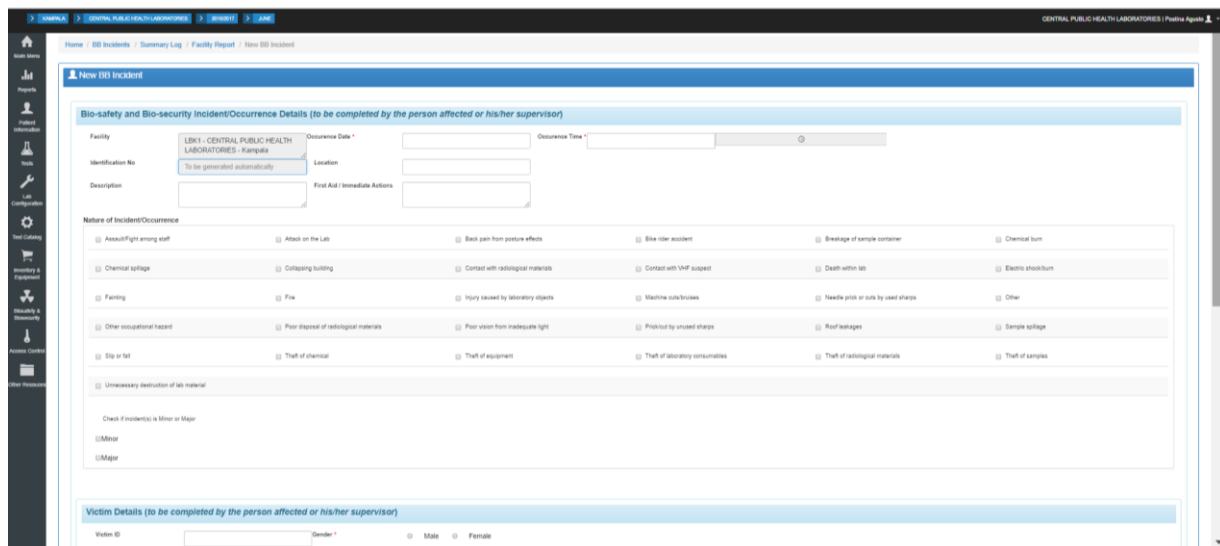 KAMPALA CENTRAL PUBLIC HEALTH LABORATORIES 2016/2017 JUNE CENTRAL PUBLIC HEALTH LABORATORIES | Postina Agusto
Main Menu
Reports
Patient Information
Tests
Lab Configuration
Test Catalog
Inventory & Equipment
Biosafety & Biosecurity
Access Control
Other Resources
Home / BB Incidents / Summary Log / Facility Report / New BB Incident
New BB Incident
Bio-safety and Bio-security Incident/Occurrence Details (to be completed by the person affected or his/her supervisor)
Facility LBK1 - CENTRAL PUBLIC HEALTH LABORATORIES - Kampala Occurence Date * Occurence Time *
Identification No To be generated automatically Location
Description First Aid / Immediate Actions
Nature of Incident/Occurrence
Assault/Fight among staff Attack on the Lab Back pain from posture effects Bike rider accident Breakage of sample container Chemical burn
Chemical spillage Collapsing building Contact with radiological materials Contact with VHF suspect Death within lab Electric shock/burn
Fainting Fire Injury caused by laboratory objects Machine cuts/bruises Needle prick or cuts by used sharps Other
Other occupational hazard Poor disposal of radiological materials Poor vision from inadequate light Prick/cut by unused sharps Roof leakages Sample spillage
Slip or fall Theft of chemical Theft of equipment Theft of laboratory consumables Theft of radiological materials Theft of samples
Unnecessary destruction of lab material
Check if incident(s) is Minor or Major
Minor
Major
Victim Details (to be completed by the person affected or his/her supervisor)
Victim ID Gender * Male Female